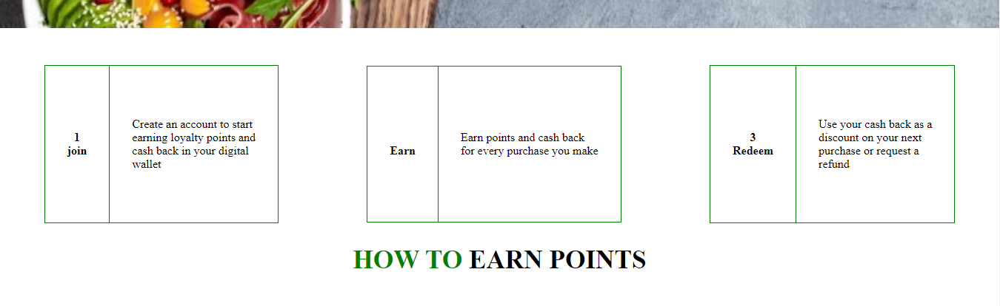 1
join
Create an account to start
earning loyalty points and
cash back in your digital
wallet
Earn
Earn points and cash back
for every purchase you make
3
Redeem
Use your cash back as a
discount on your next
purchase or request a
refund
HOW TO EARN POINTS